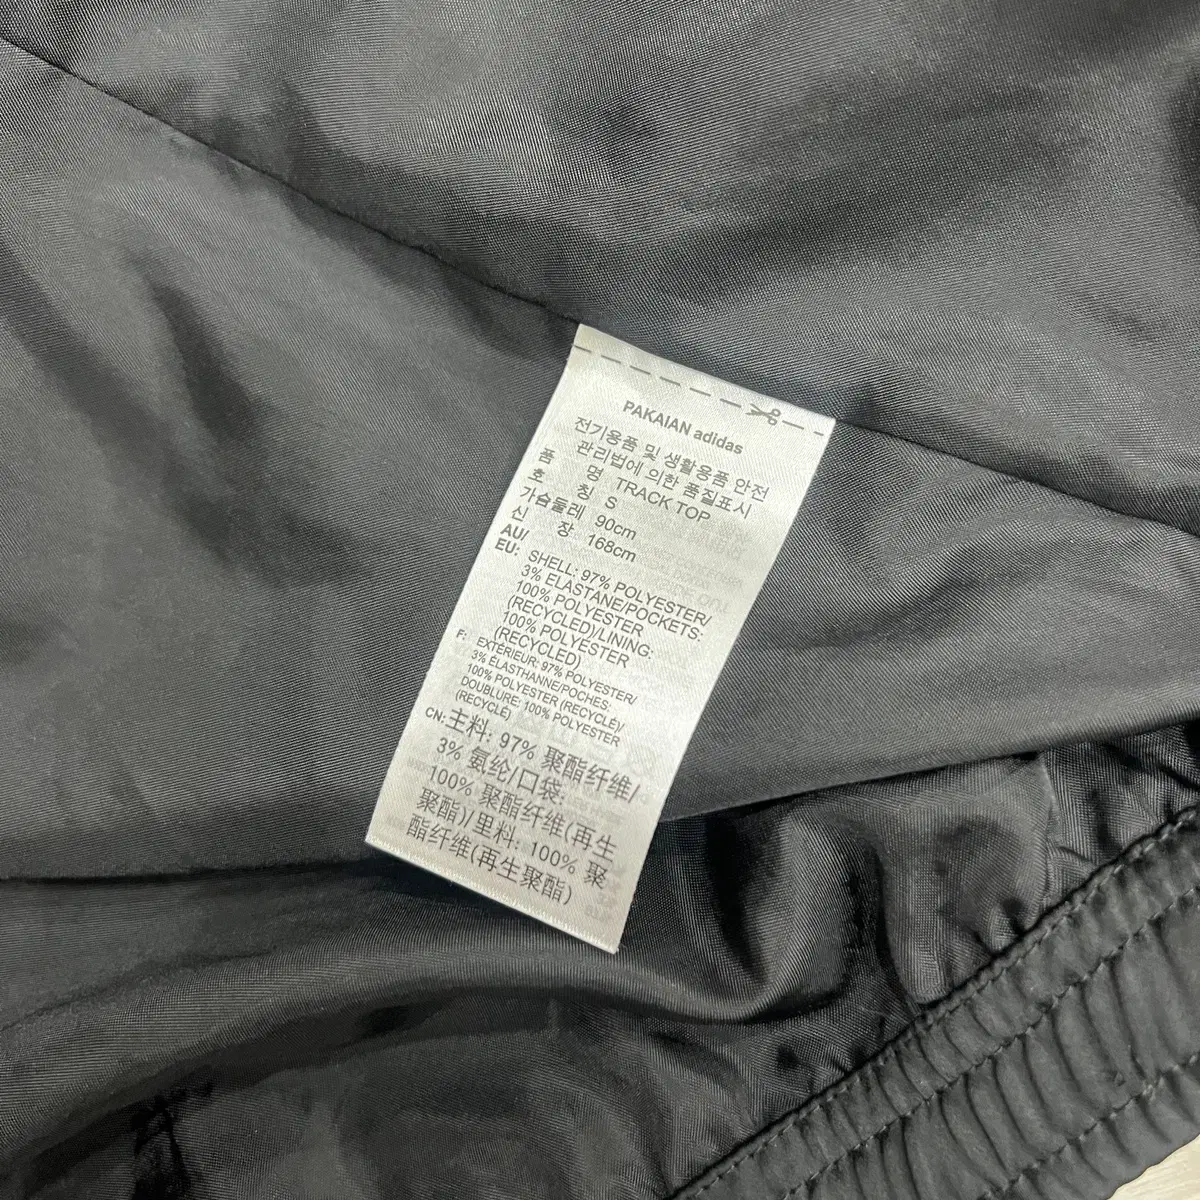 PAKAIAN adidas
전기용품 및 생활용품 안전
관리법에 의한 품질표시
품 명 TRACK TOP
호 칭 S
가슴둘레 90cm
신 장 168cm
AU/
EU: SHELL: 97% POLYESTER/
3% ELASTANE/POCKETS:
100% POLYESTER
(RECYCLED)/LINING:
100% POLYESTER
(RECYCLED)
F: EXTÉRIEUR: 97% POLYESTER/
3% ÉLASTHANNE/POCHES:
100% POLYESTER (RECYCLÉ)/
DOUBLURE: 100% POLYESTER
(RECYCLÉ)
CN: 主料: 97% 聚酯纤维/
3% 氨纶/口袋:
100% 聚酯纤维(再生
聚酯)/里料: 100% 聚
酯纤维(再生聚酯)